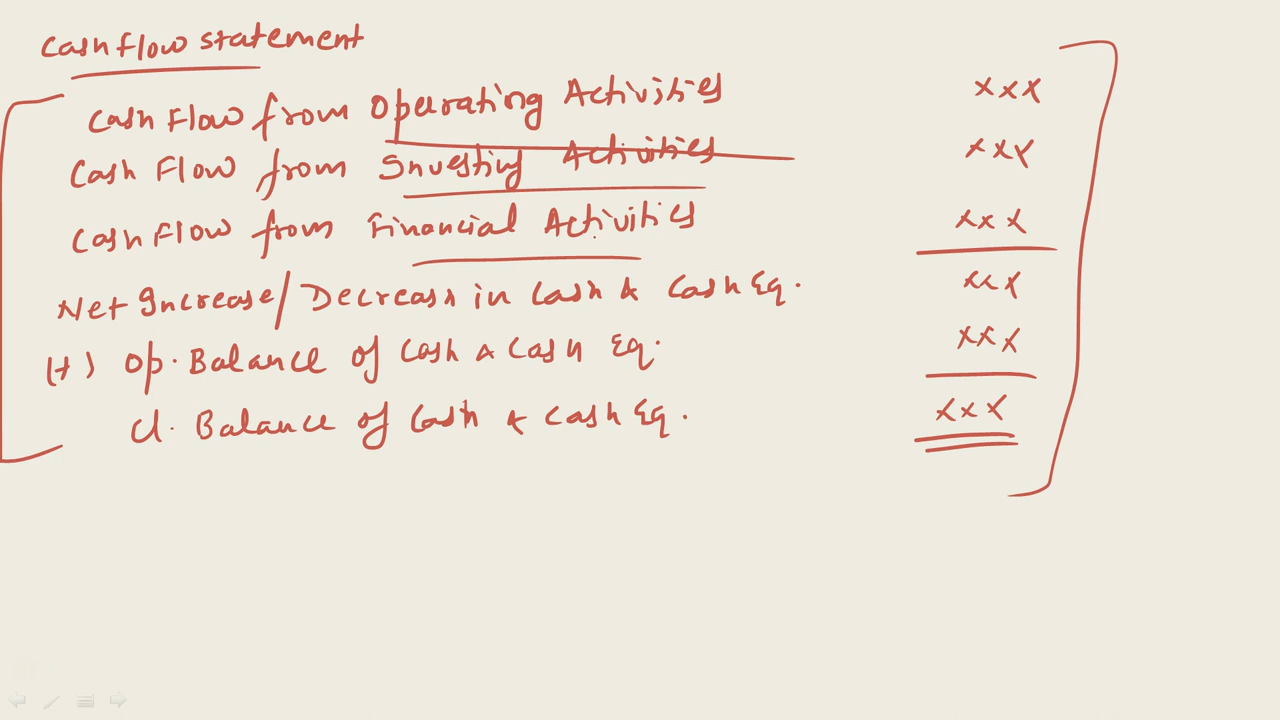 Cash flow statement
Cash Flow from Operating Activities xxx
Cash Flow from Investing Activities xxx
Cash Flow from Financial Activities xxx
Net Increase/Decrease in Cash & Cash Eq. xxx
(+) Op. Balance of Cash & Cash Eq. xxx
Cl. Balance of Cash & Cash Eq. xxx